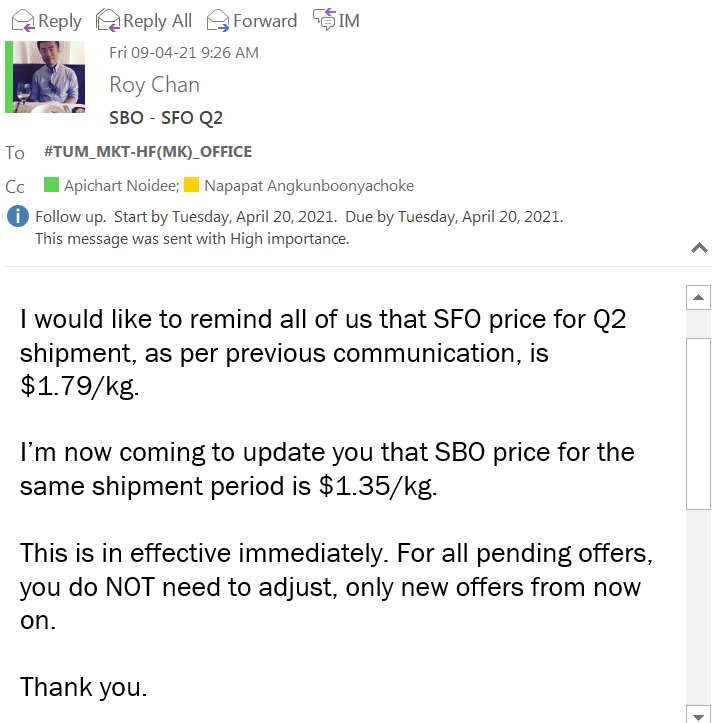 Reply Reply All Forward IM
Fri 09-04-21 9:26 AM
Roy Chan
SBO - SFO Q2
To #TUM_MKT-HF(MK)_OFFICE
Cc Apichart Noidee; Napapat Angkunboonyachoke
Follow up. Start by Tuesday, April 20, 2021. Due by Tuesday, April 20, 2021.
This message was sent with High importance.
I would like to remind all of us that SFO price for Q2
shipment, as per previous communication, is
$1.79/kg.
I’m now coming to update you that SBO price for the
same shipment period is $1.35/kg.
This is in effective immediately. For all pending offers,
you do NOT need to adjust, only new offers from now
on.
Thank you.